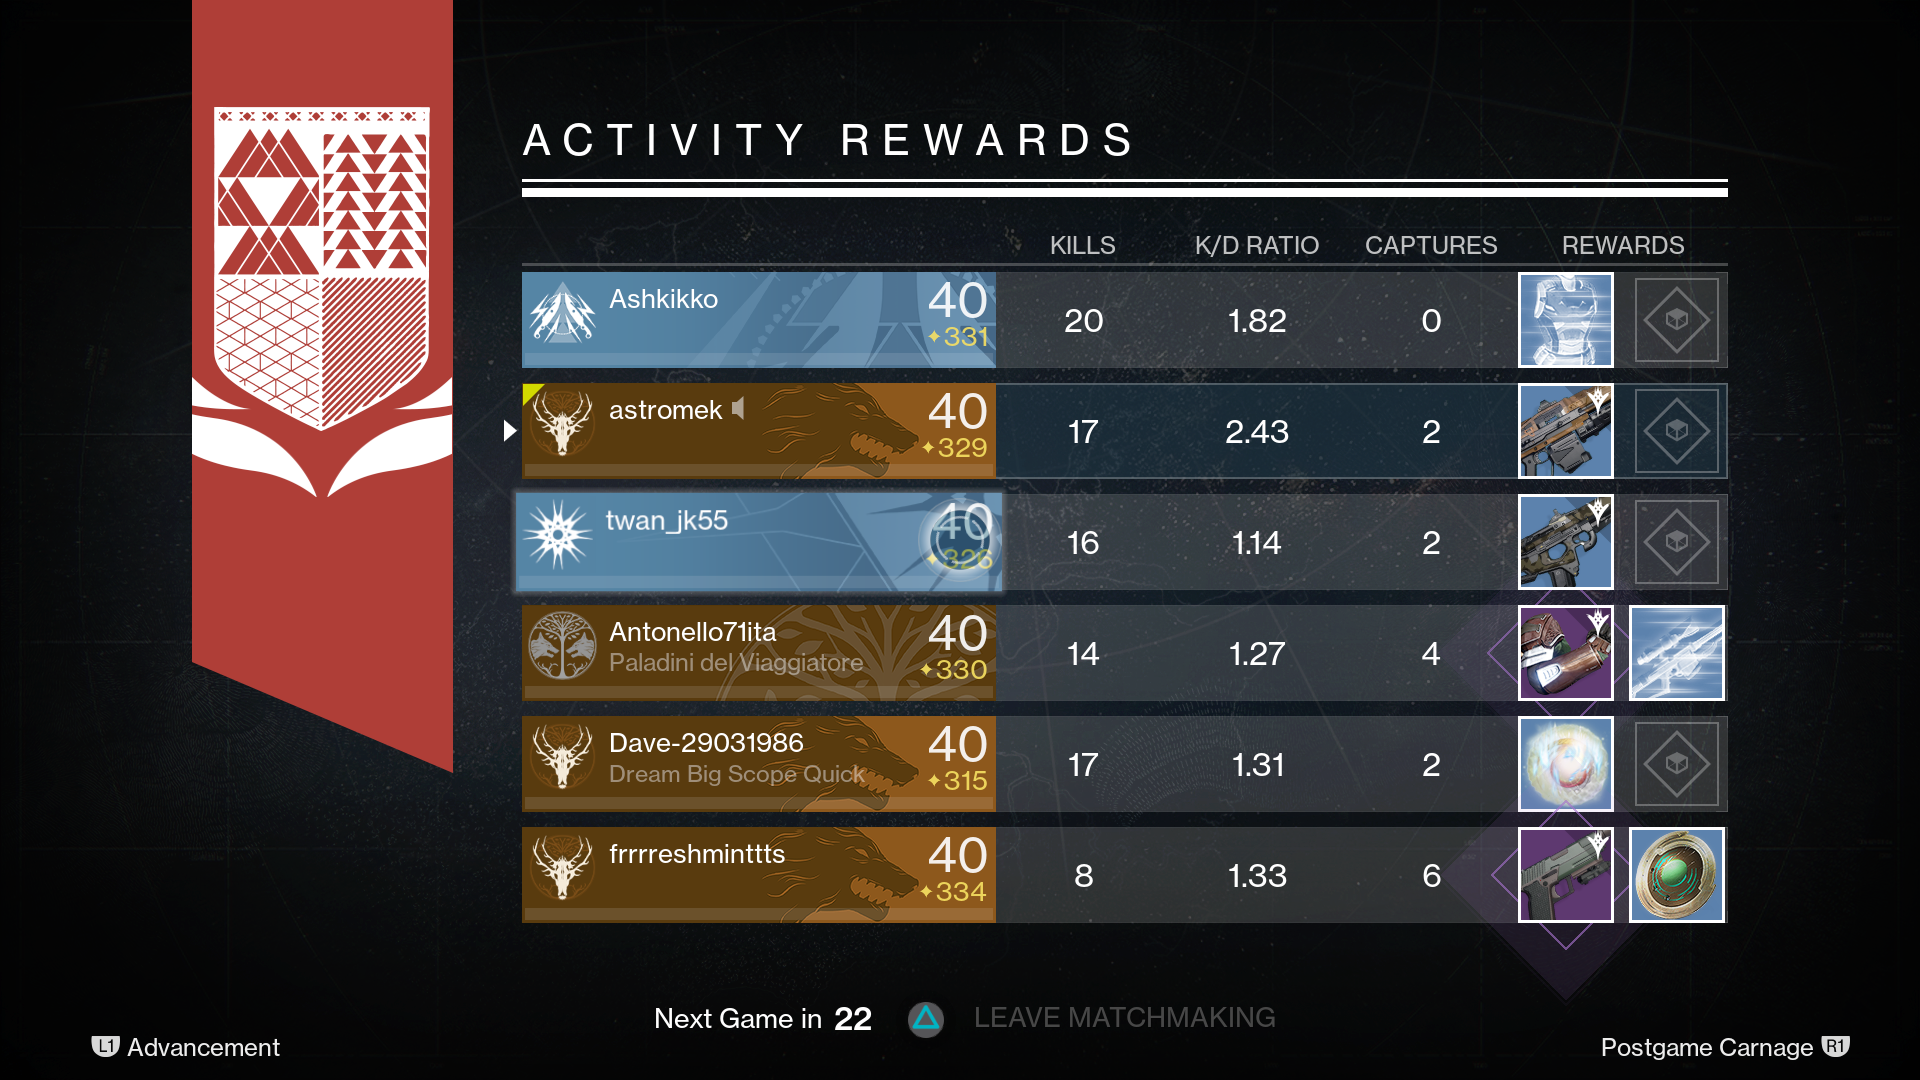 ACTIVITY REWARDS
KILLS K/D RATIO CAPTURES REWARDS
Ashkikko 40 331 20 1.82 0
astromek 40 329 17 2.43 2
twan_jk55 40 326 16 1.14 2
Antonello71ita 40 330 14 1.27 4
Paladini del Viaggiatore
Dave-29031986 40 315 17 1.31 2
Dream Big Scope Quick
frrrreshminttts 40 334 8 1.33 6
Next Game in 22 LEAVE MATCHMAKING
L1 Advancement Postgame Carnage R1